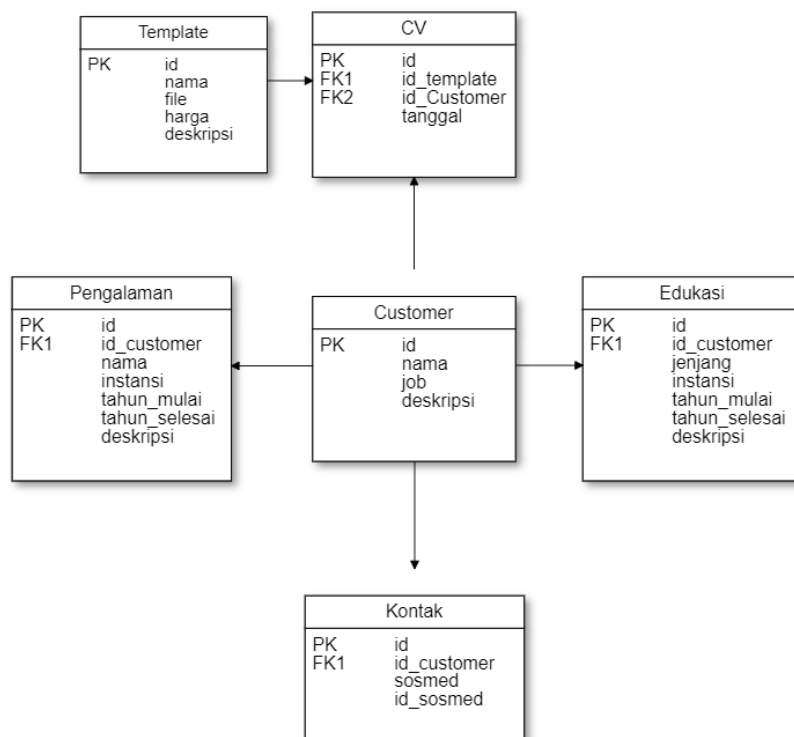 Template
PK id
nama
file
harga
deskripsi
CV
PK id
FK1 id_template
FK2 id_Customer
tanggal
Pengalaman
PK id
FK1 id_customer
nama
instansi
tahun_mulai
tahun_selesai
deskripsi
Customer
PK id
nama
job
deskripsi
Edukasi
PK id
FK1 id_customer
jenjang
instansi
tahun_mulai
tahun_selesai
deskripsi
Kontak
PK id
FK1 id_customer
sosmed
id_sosmed